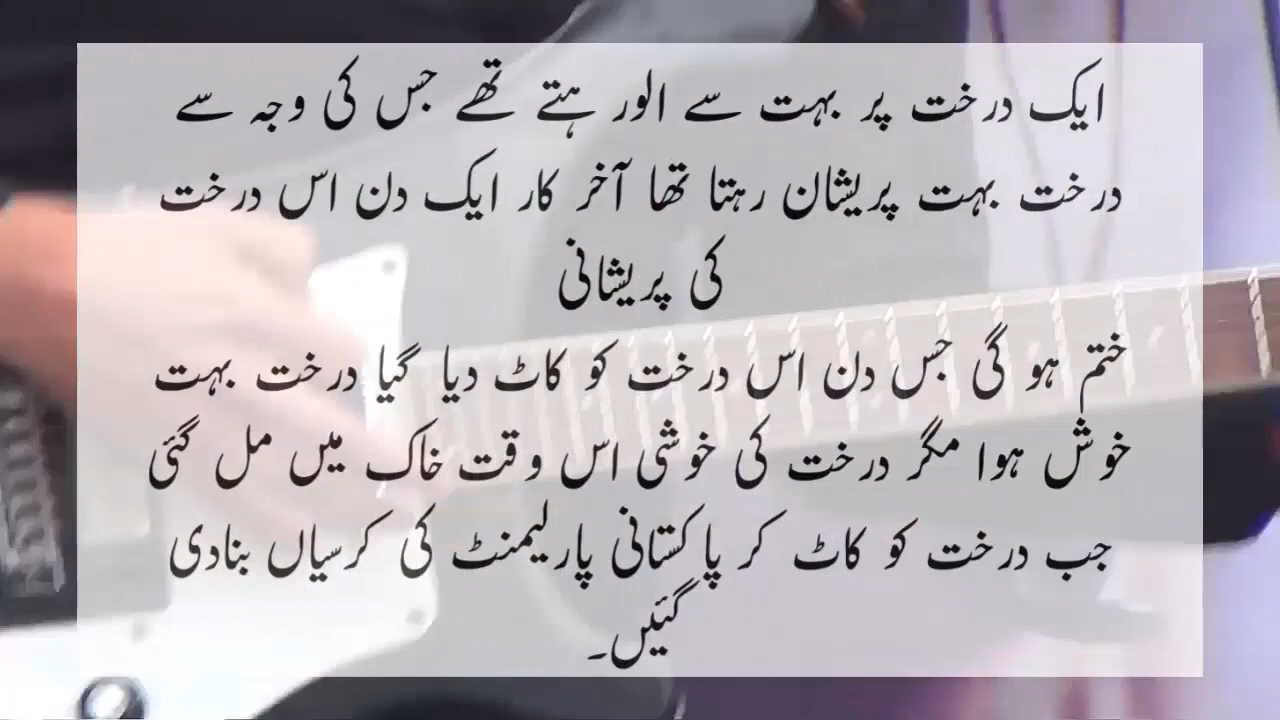 ایک درخت پر بہت سے الور ہتے تھے جس کی وجہ سے
درخت بہت پریشان رہتا تھا آخر کار ایک دن اس درخت
کی پریشانی
ختم ہو گی جس دن اس درخت کو کاٹ دیا گیا درخت بہت
خوش ہوا مگر درخت کی خوشی اس وقت خاک میں مل گئی
جب درخت کو کاٹ کر پاکستانی پارلیمنٹ کی کرسیاں بنادی
گئیں۔